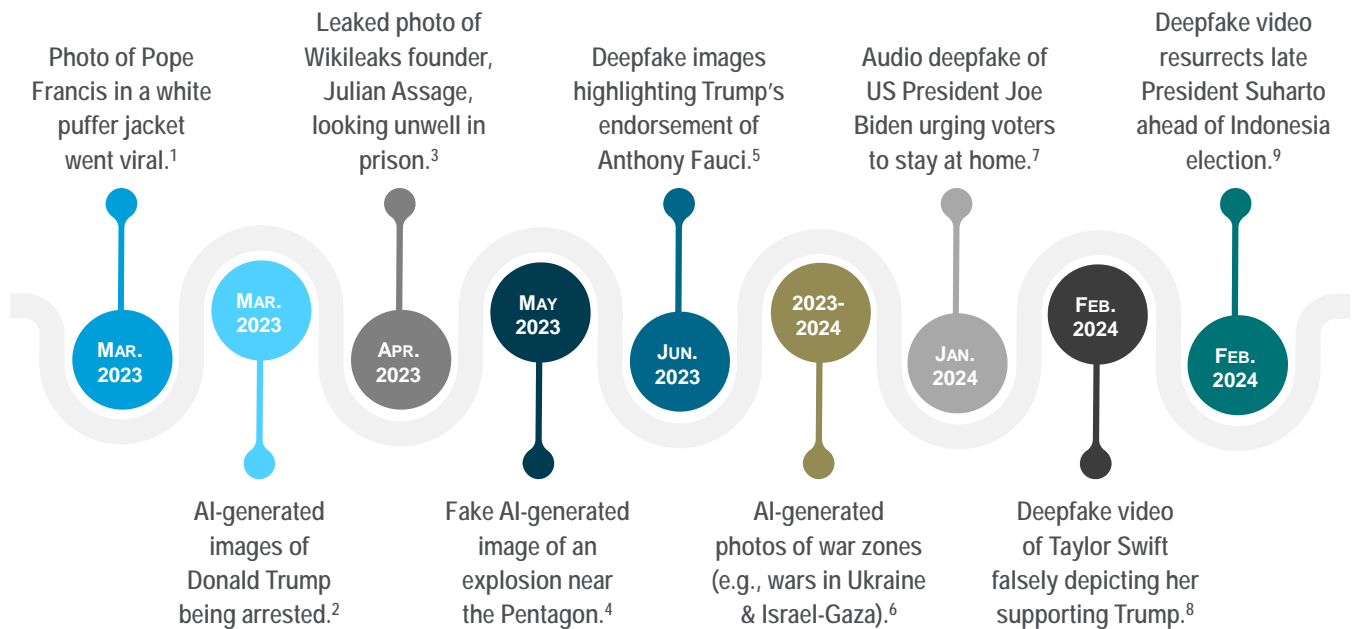 Photo of Pope
Francis in a white
puffer jacket
went viral.¹
Leaked photo of
Wikileaks founder,
Julian Assage,
looking unwell in
prison.³
Deepfake images
highlighting Trump’s
endorsement of
Anthony Fauci.⁵
Audio deepfake of
US President Joe
Biden urging voters
to stay at home.⁷
Deepfake video
resurrects late
President Suharto
ahead of Indonesia
election.⁹
MAR.
2023
MAR.
2023
APR.
2023
MAY
2023
JUN.
2023
2023-
2024
JAN.
2024
FEB.
2024
FEB.
2024
AI-generated
images of
Donald Trump
being arrested.²
Fake AI-generated
image of an
explosion near
the Pentagon.⁴
AI-generated
photos of war zones
(e.g., wars in Ukraine
& Israel-Gaza).⁶
Deepfake video
of Taylor Swift
falsely depicting her
supporting Trump.⁸